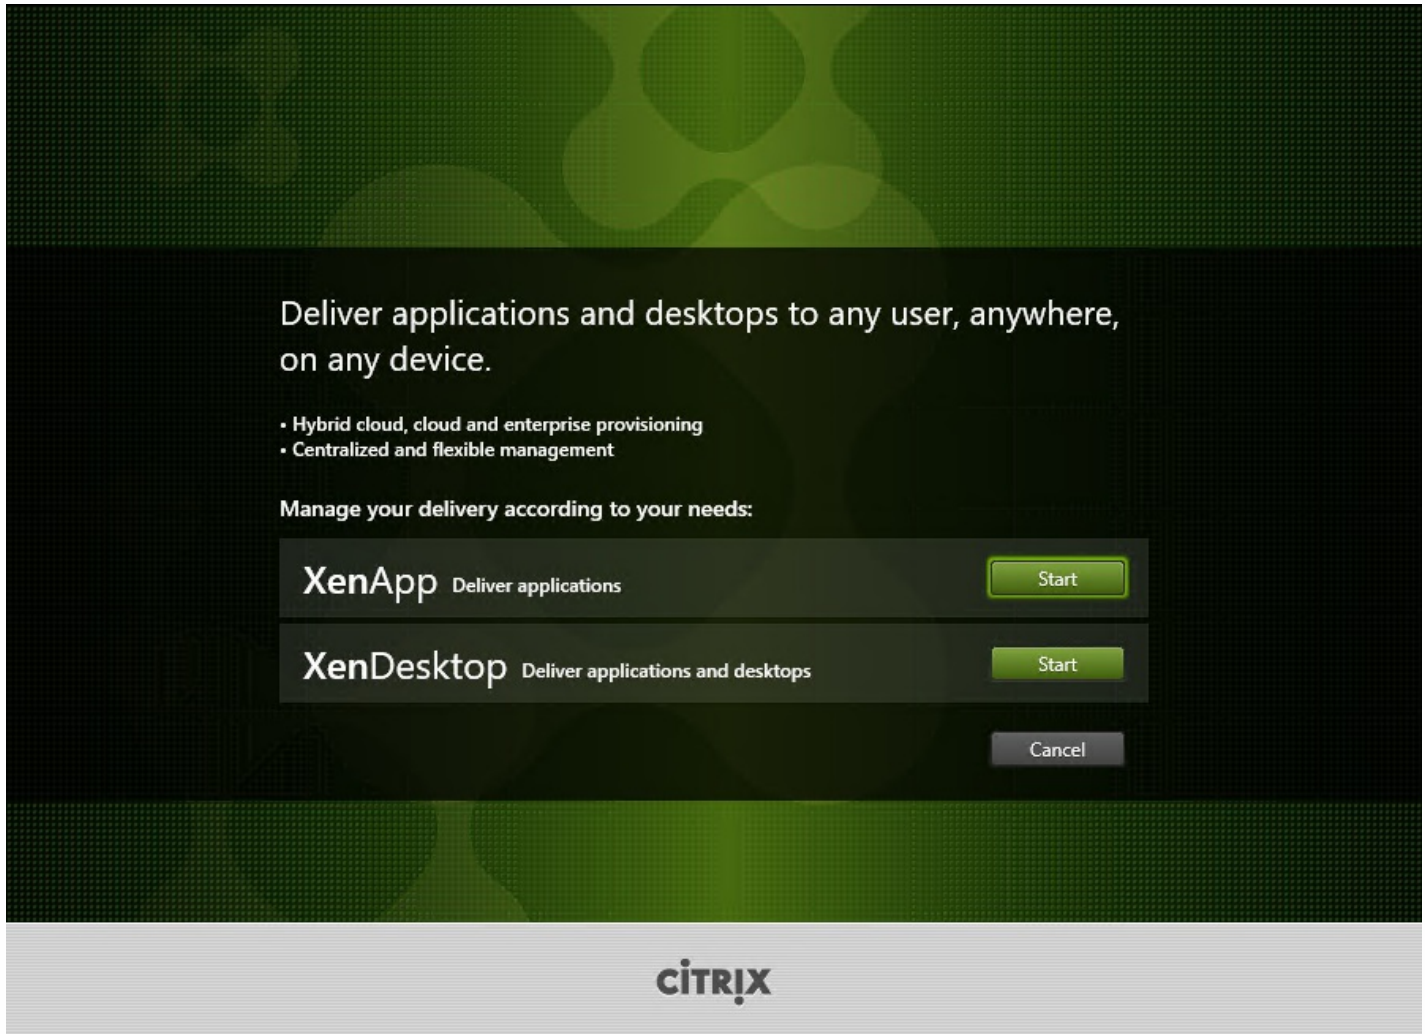 Deliver applications and desktops to any user, anywhere,
on any device.
• Hybrid cloud, cloud and enterprise provisioning
• Centralized and flexible management
Manage your delivery according to your needs:
XenApp Deliver applications Start
XenDesktop Deliver applications and desktops Start
Cancel
CiTRIX